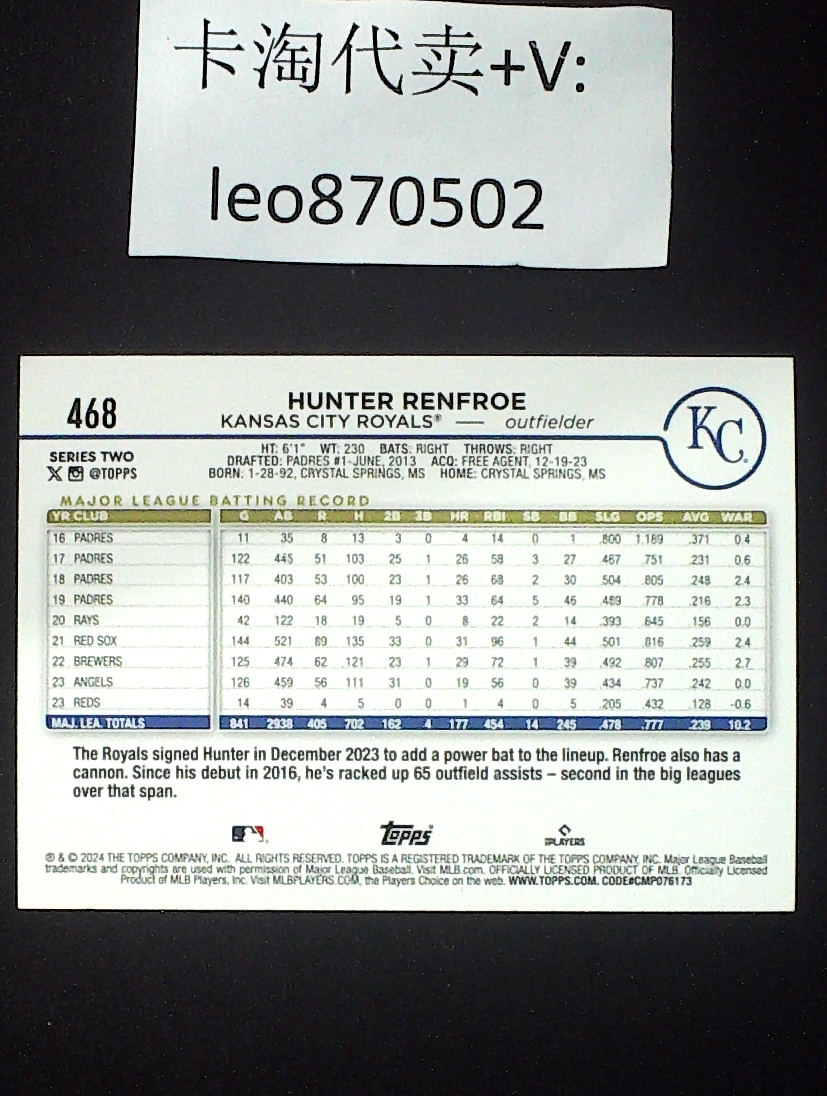 卡淘代卖+V:
leo870502
468
HUNTER RENFROE
KANSAS CITY ROYALS® — outfielder
KC
SERIES TWO
@TOPPS
HT: 6'1" WT: 230 BATS: RIGHT THROWS: RIGHT
DRAFTED: PADRES #1-JUNE, 2013 ACQ: FREE AGENT, 12-19-23
BORN: 1-28-92, CRYSTAL SPRINGS, MS HOME: CRYSTAL SPRINGS, MS
MAJOR LEAGUE BATTING RECORD
YR CLUB G AB R H 2B 3B HR RBI SB BB SLG OPS AVG WAR
16 PADRES 11 35 8 13 3 0 4 14 0 1 .800 1.189 .371 0.4
17 PADRES 122 445 51 103 25 1 26 58 3 27 .467 .751 .231 0.6
18 PADRES 117 403 53 100 23 1 26 68 2 30 .504 .805 .248 2.4
19 PADRES 140 440 64 95 19 1 33 64 5 46 .489 .778 .216 2.3
20 RAYS 42 122 18 19 5 0 8 22 2 14 .393 .645 .156 0.0
21 RED SOX 144 521 89 135 33 0 31 96 1 44 .501 .816 .259 2.4
22 BREWERS 125 474 62 121 23 1 29 72 1 39 .492 .807 .255 2.7
23 ANGELS 126 459 56 111 31 0 19 56 0 39 .434 .737 .242 0.0
23 REDS 14 39 4 5 0 0 1 4 0 5 .205 .432 .128 -0.6
MAJ. LEA. TOTALS 841 2938 405 702 162 4 177 454 14 245 .478 .777 .239 10.2
The Royals signed Hunter in December 2023 to add a power bat to the lineup. Renfroe also has a
cannon. Since his debut in 2016, he's racked up 65 outfield assists – second in the big leagues
over that span.
topps PLAYERS
® & © 2024 THE TOPPS COMPANY, INC. ALL RIGHTS RESERVED. TOPPS IS A REGISTERED TRADEMARK OF THE TOPPS COMPANY, INC. Major League Baseball
trademarks and copyrights are used with permission of Major League Baseball. Visit MLB.com. OFFICIALLY LICENSED PRODUCT OF MLB. Officially Licensed
Product of MLB Players, Inc. Visit MLBPLAYERS.COM, the Players Choice on the web. WWW.TOPPS.COM. CODE#CMP076173